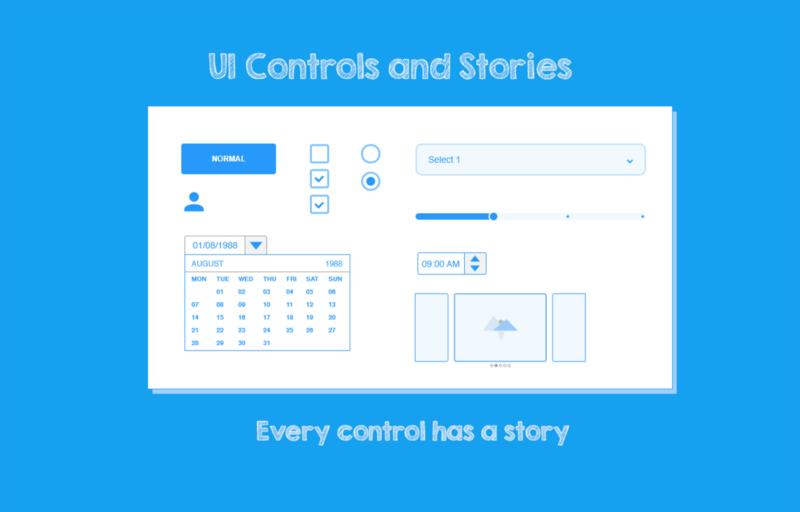 UI Controls and Stories
NORMAL
Select 1
01/08/1988
AUGUST 1988
MON TUE WED THU FRI SAT SUN
01 02 03 04 05 06
07 08 09 10 11 12 13
14 15 16 17 18 19 20
21 22 23 24 25 26 27
28 29 30 31
09:00 AM
Every control has a story